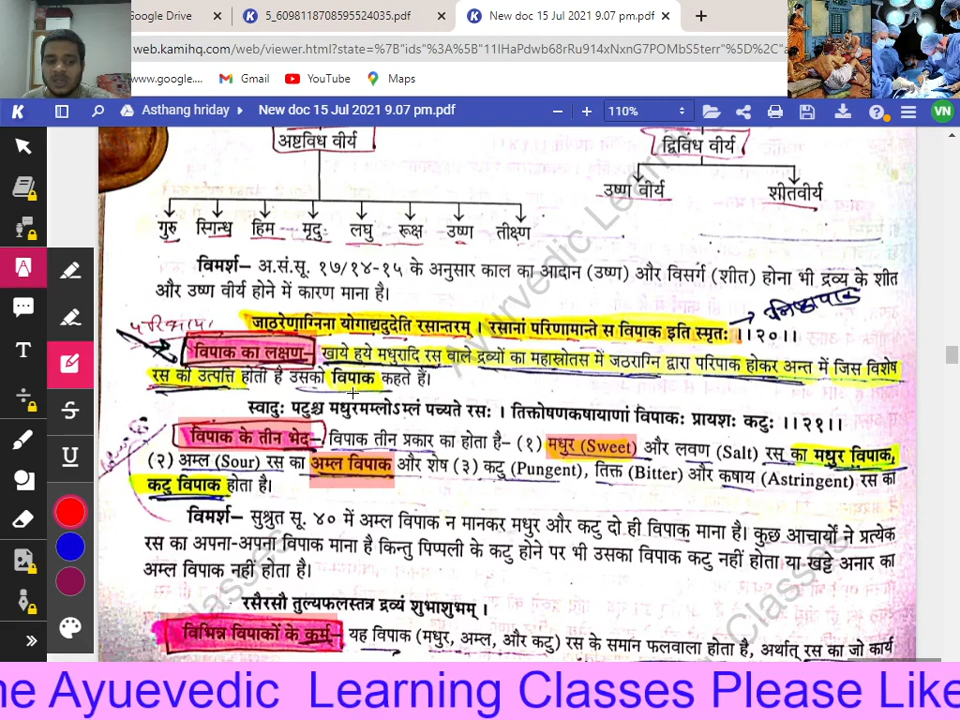 Google Drive × 5_6098118708595524035.pdf × New doc 15 Jul 2021 9.07 pm.pdf × +
web.kamihq.com/web/viewer.html?state=%7B"ids"%3A%5B"11lHaPdwb68rRu914xNxnG7POMbS5terr"%5D%2C"a
www.google.... Gmail YouTube Maps
K Asthang hriday New doc 15 Jul 2021 9.07 pm.pdf − + 110% VN
अष्टविध वीर्य द्विविध वीर्य
उष्ण वीर्य शीतवीर्य
गुरु स्निग्ध हिम मृदु लघु रूक्ष उष्ण तीक्ष्ण
विमर्श– अ.सं.सू. १७/१४-१५ के अनुसार काल का आदान (उष्ण) और विसर्ग (शीत) होना भी द्रव्य के शीत
और उष्ण वीर्य होने में कारण माना है।
जाठरेणाग्निना योगाद्यदुदेति रसान्तरम् । रसानां परिणामान्ते स विपाक इति स्मृतः ।।२०।।
विपाक का लक्षण– खाये हुये मधुरादि रस वाले द्रव्यों का महास्रोतस में जठराग्नि द्वारा परिपाक होकर अन्त में जिस विशेष
रस की उत्पत्ति होती है उसको विपाक कहते हैं।
स्वादुः पटुश्च मधुरमम्लोऽम्लं पच्यते रसः । तिक्तोषणकषायाणां विपाकः प्रायशः कटुः ।।२१।।
विपाक के तीन भेद– विपाक तीन प्रकार का होता है– (१) मधुर (Sweet) और लवण (Salt) रस का मधुर विपाक,
(२) अम्ल (Sour) रस का अम्ल विपाक और शेष (३) कटु (Pungent), तिक्त (Bitter) और कषाय (Astringent) रस का
कटु विपाक होता है।
विमर्श– सुश्रुत सू. ४० में अम्ल विपाक न मानकर मधुर और कटु दो ही विपाक माना है। कुछ आचार्यों ने प्रत्येक
रस का अपना-अपना विपाक माना है किन्तु पिप्पली के कटु होने पर भी उसका विपाक कटु नहीं होता या खट्टे अनार का
अम्ल विपाक नहीं होता है।
रसैरसौ तुल्यफलस्तत्र द्रव्यं शुभाशुभम् ।
विभिन्न विपाकों के कर्म– यह विपाक (मधुर, अम्ल, और कटु) रस के समान फलवाला होता है, अर्थात् रस का जो कार्य
he Ayuevedic Learning Classes Please Like